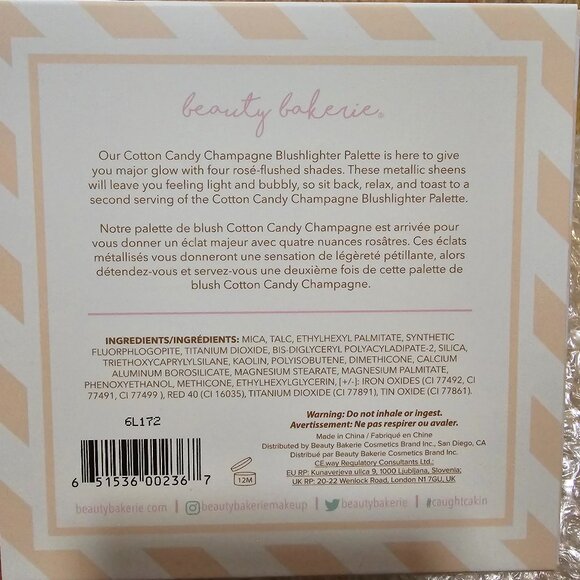 beauty bakerie®
Our Cotton Candy Champagne Blushlighter Palette is here to give
you major glow with four rosé-flushed shades. These metallic sheens
will leave you feeling light and bubbly, so sit back, relax, and toast to a
second serving of the Cotton Candy Champagne Blushlighter Palette.
Notre palette de blush Cotton Candy Champagne est arrivée pour
vous donner un éclat majeur avec quatre nuances rosâtres. Ces éclats
métallisés vous donneront une sensation de légèreté pétillante, alors
détendez-vous et servez-vous une deuxième fois de cette palette de
blush Cotton Candy Champagne.
INGREDIENTS/INGRÉDIENTS: MICA, TALC, ETHYLHEXYL PALMITATE, SYNTHETIC
FLUORPHLOGOPITE, TITANIUM DIOXIDE, BIS-DIGLYCERYL POLYACYLADIPATE-2, SILICA,
TRIETHOXYCAPRYLYLSILANE, KAOLIN, POLYISOBUTENE, DIMETHICONE, CALCIUM
ALUMINUM BOROSILICATE, MAGNESIUM STEARATE, MAGNESIUM PALMITATE,
PHENOXYETHANOL, METHICONE, ETHYLHEXYLGLYCERIN, [+/-]: IRON OXIDES (CI 77492, CI
77491, CI 77499 ), RED 40 (CI 16035), TITANIUM DIOXIDE (CI 77891), TIN OXIDE (CI 77861).
6L172
Warning: Do not inhale or ingest.
Avertissement: Ne pas respirer ou avaler.
Made in China / Fabriqué en Chine
Distributed by Beauty Bakerie Cosmetics Brand Inc., San Diego, CA
Distribué par Beauty Bakerie Cosmetics Brand Inc.
CE.way Regulatory Consultants Ltd.:
EU RP: Kunaverjeva ulica 9, 1000 Ljubljana, Slovenia;
UK RP: 20-22 Wenlock Road, London N1 7GU, UK
6 51536 00236 7
12M
beautybakerie.com | @beautybakeriemakeup | @beautybakerie_ | #caughtcakin